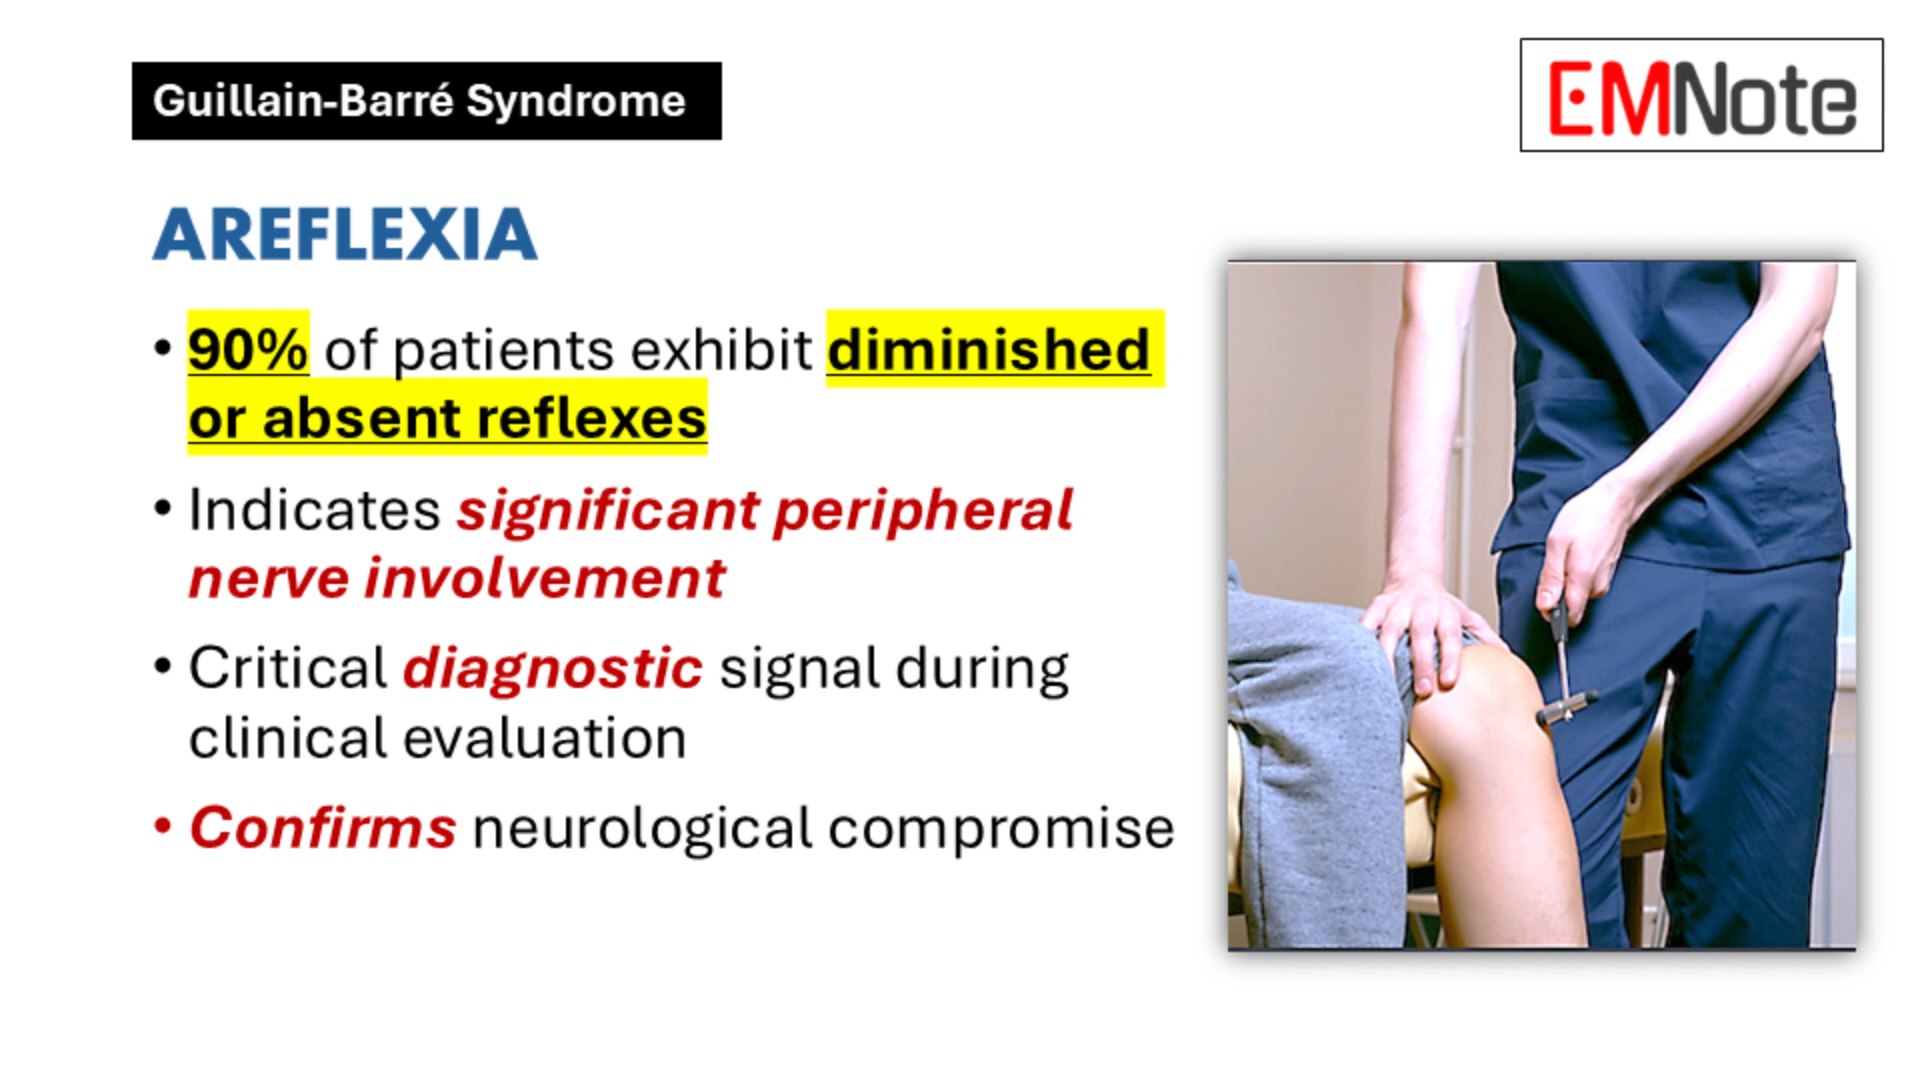 Guillain-Barré Syndrome
EMNote
AREFLEXIA
• 90% of patients exhibit diminished
or absent reflexes
• Indicates significant peripheral
nerve involvement
• Critical diagnostic signal during
clinical evaluation
• Confirms neurological compromise